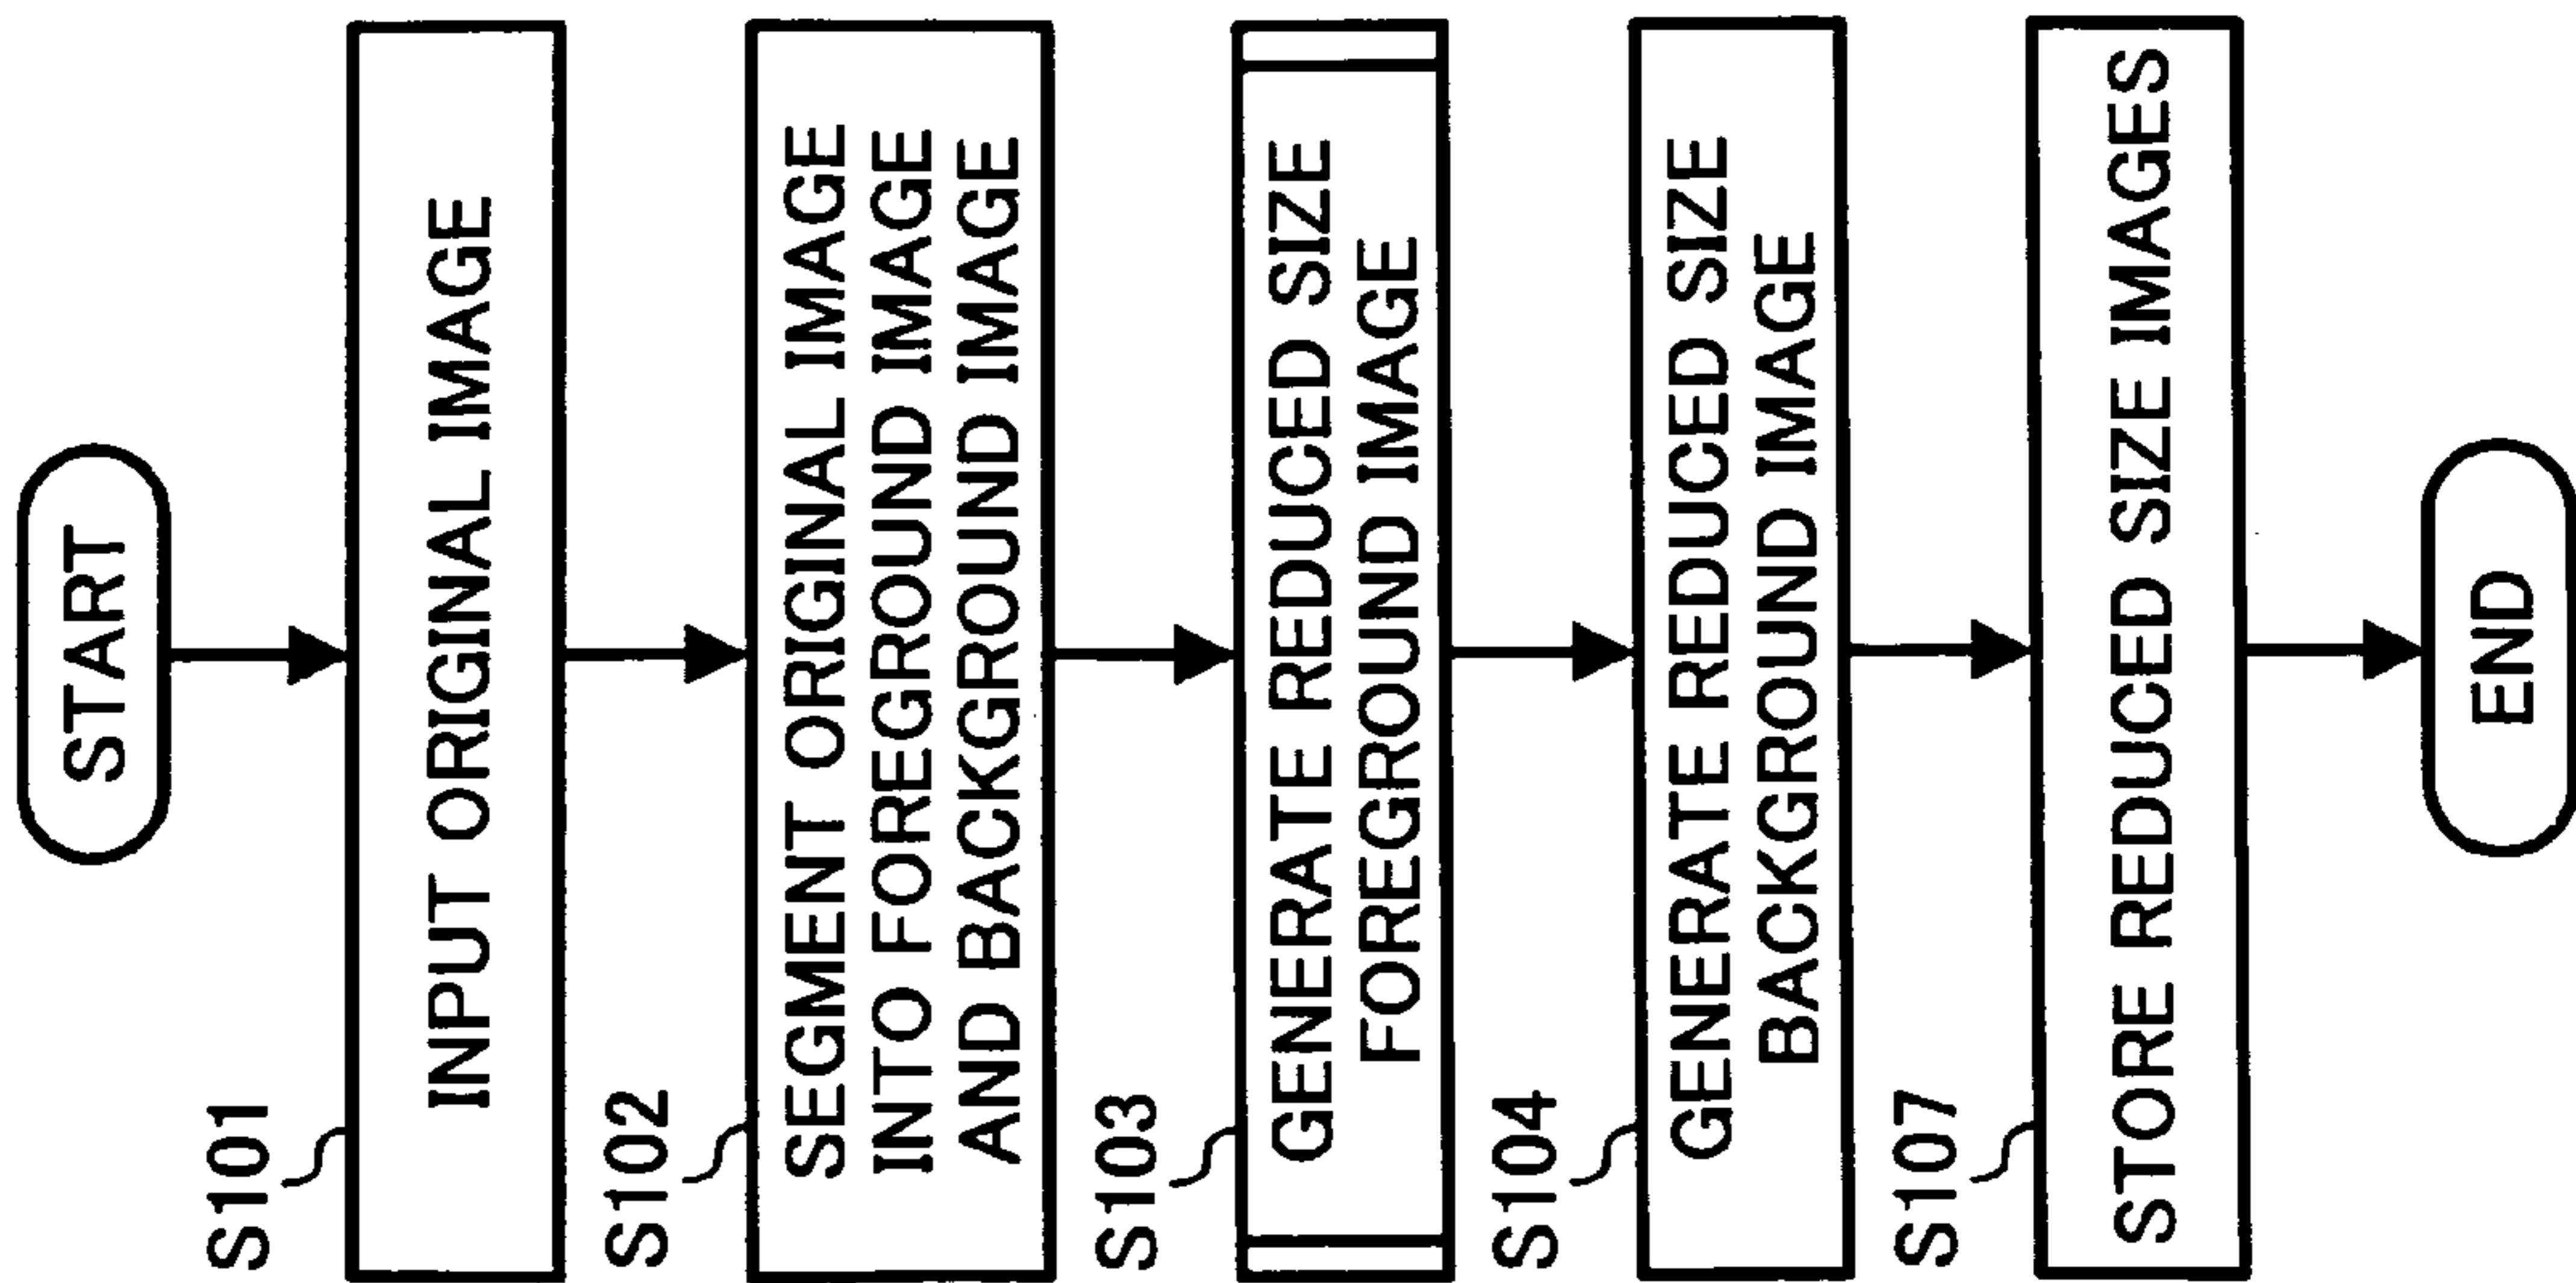 START
S101
INPUT ORIGINAL IMAGE
S102
SEGMENT ORIGINAL IMAGE
INTO FOREGROUND IMAGE
AND BACKGROUND IMAGE
S103
GENERATE REDUCED SIZE
FOREGROUND IMAGE
S104
GENERATE REDUCED SIZE
BACKGROUND IMAGE
S107
STORE REDUCED SIZE IMAGES
END